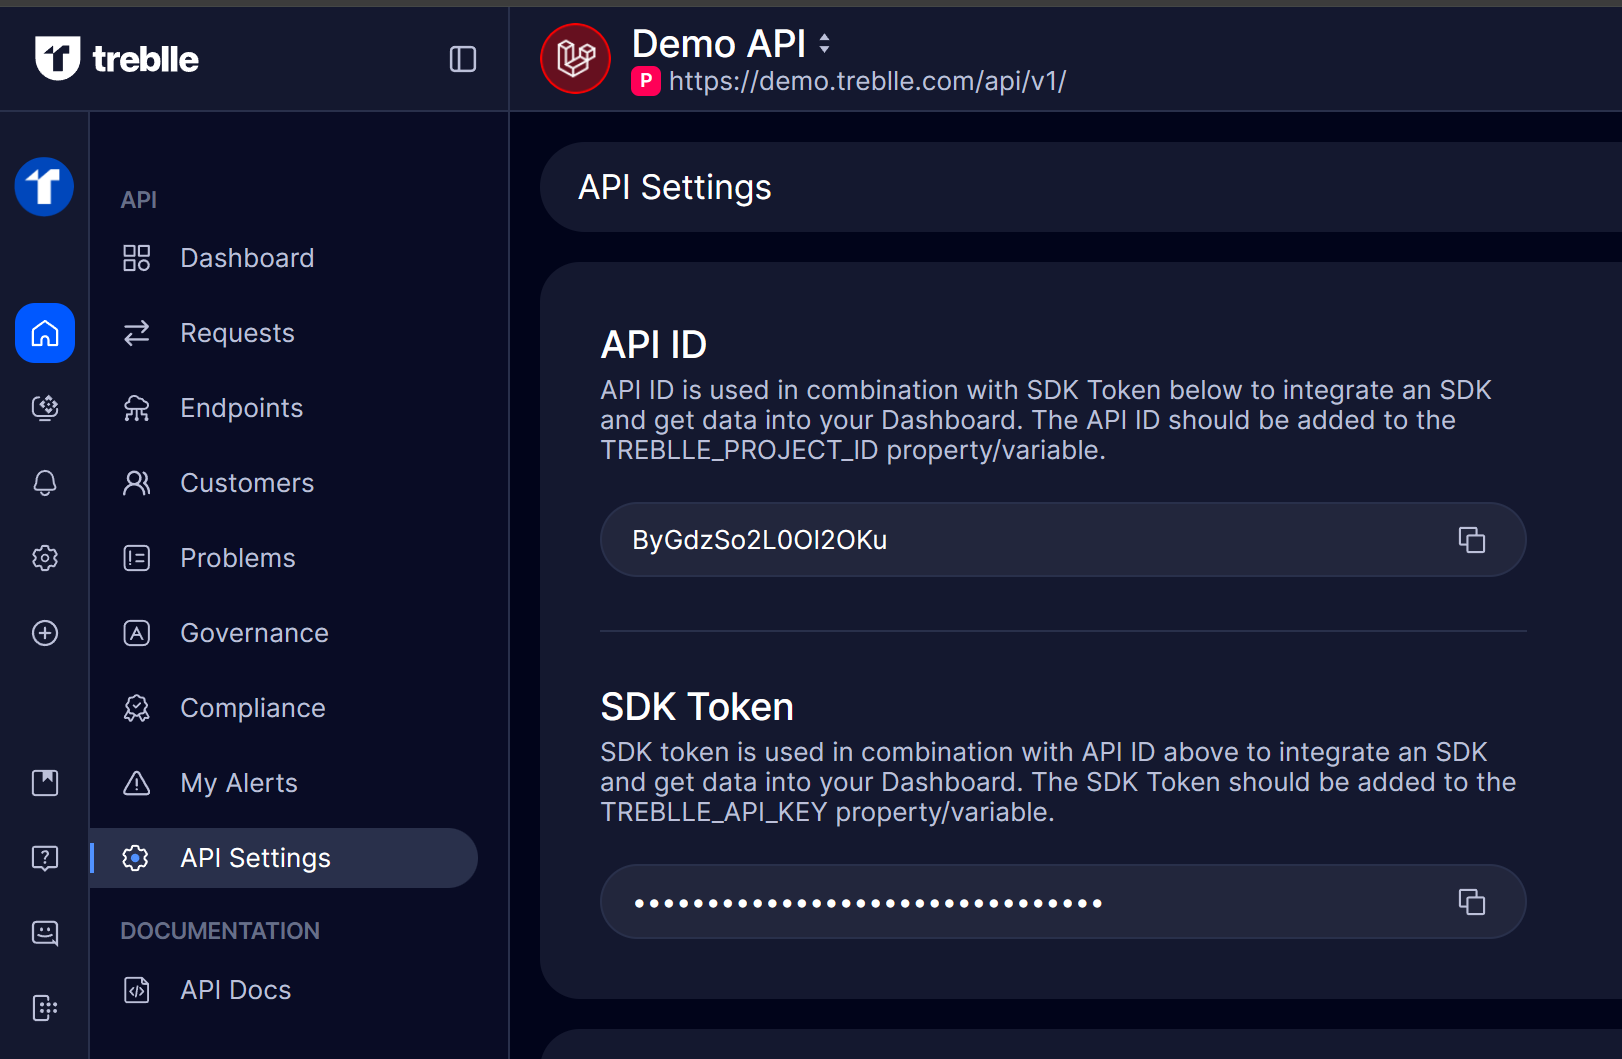 treblle
Demo API
P https://demo.treblle.com/api/v1/
API
Dashboard
Requests
Endpoints
Customers
Problems
Governance
Compliance
My Alerts
API Settings
DOCUMENTATION
API Docs
API Settings
API ID
API ID is used in combination with SDK Token below to integrate an SDK
and get data into your Dashboard. The API ID should be added to the
TREBLLE_PROJECT_ID property/variable.
ByGdzSo2L0OI2OKu
SDK Token
SDK token is used in combination with API ID above to integrate an SDK
and get data into your Dashboard. The SDK Token should be added to the
TREBLLE_API_KEY property/variable.
••••••••••••••••••••••••••••••••